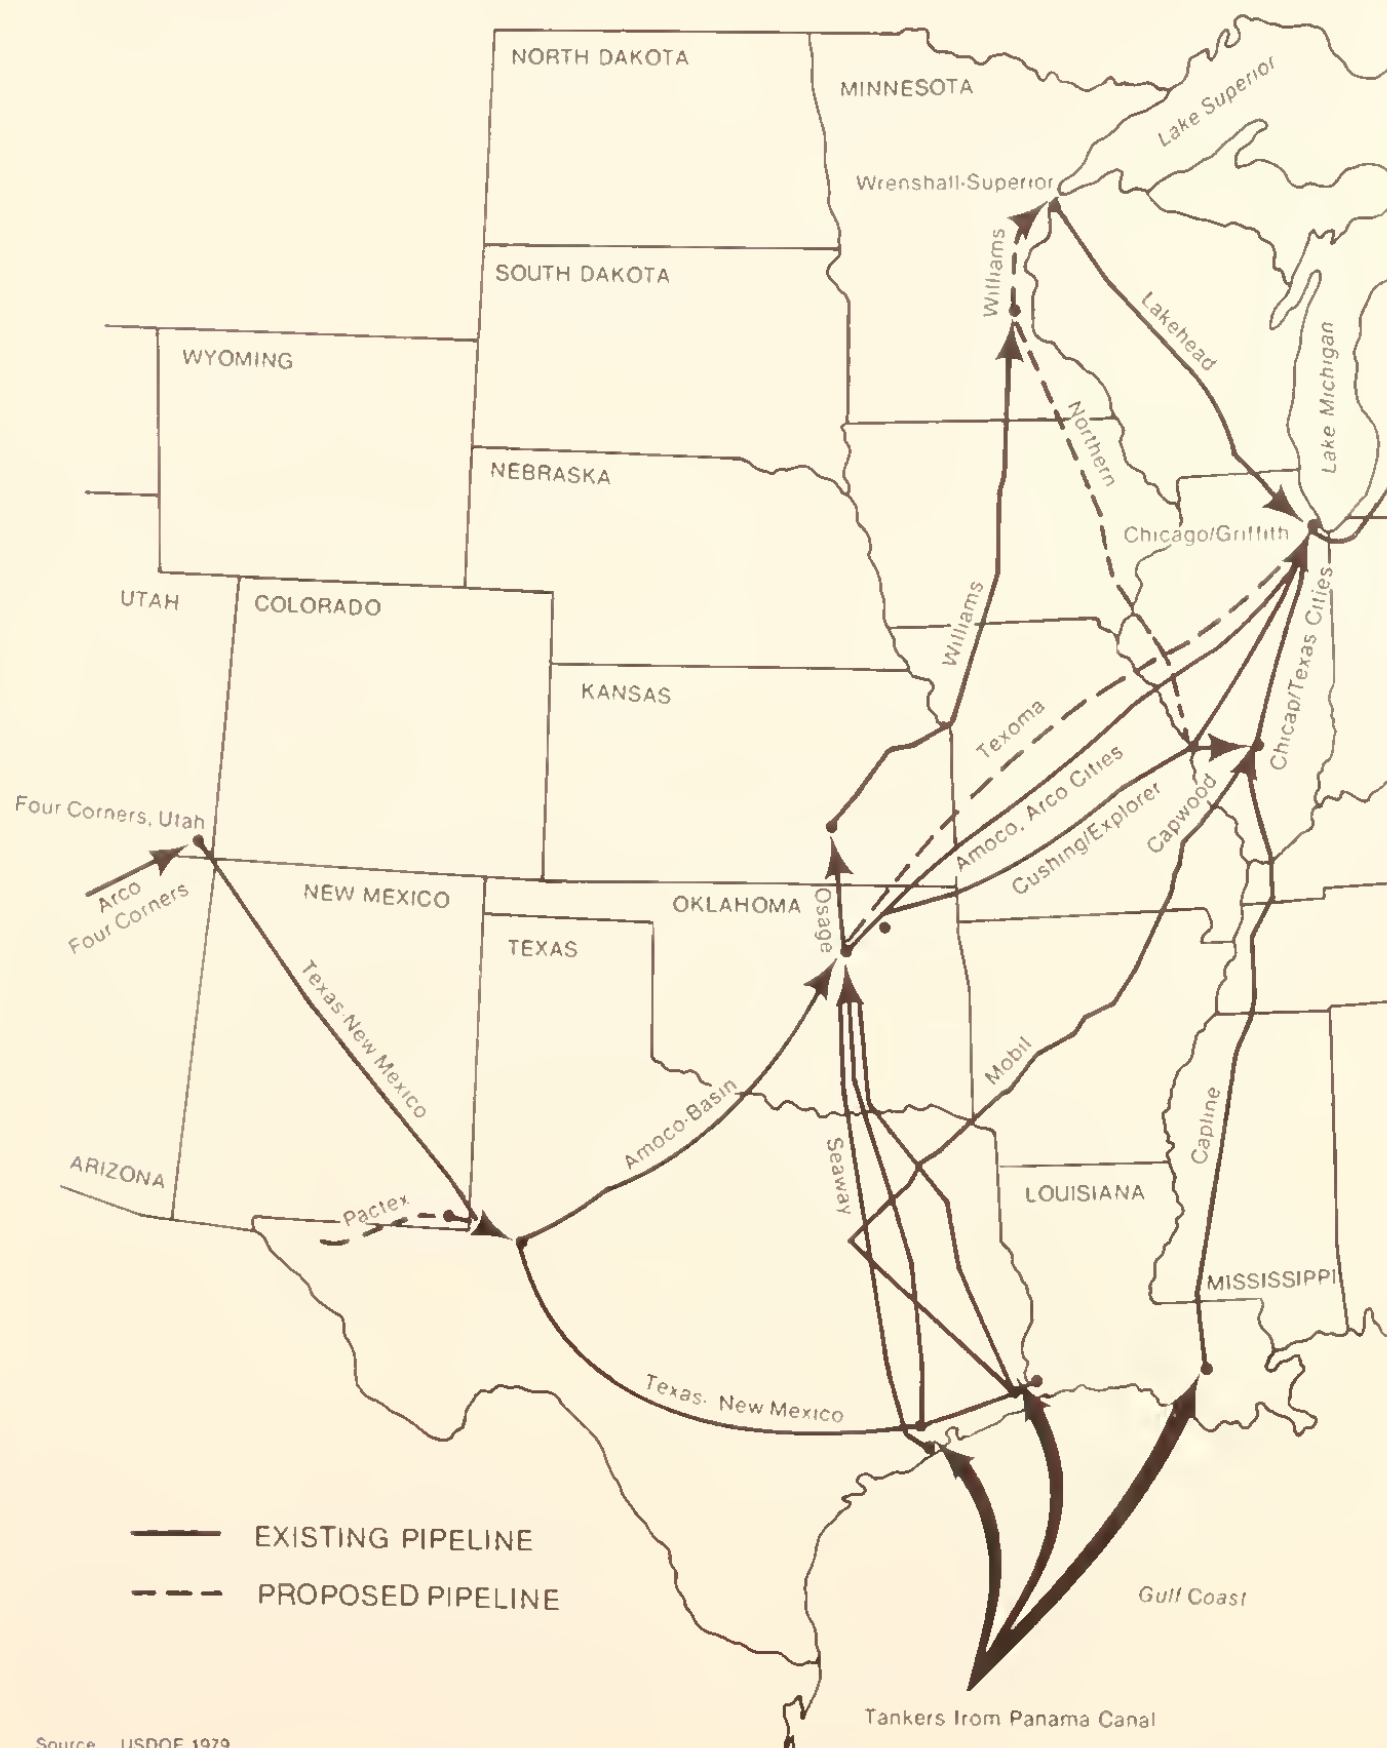 NORTH DAKOTA
MINNESOTA
Lake Superior
Wrenshall-Superior
Williams
SOUTH DAKOTA
Lakehead
WYOMING
Lake Michigan
Northern
NEBRASKA
Chicago/Griffith
UTAH
COLORADO
Williams
KANSAS
Chicap/Texas Cities
Texoma
Amoco, Arco Cities
Cushing/Explorer
Capwood
Four Corners, Utah
Arco
Four Corners
NEW MEXICO
OKLAHOMA
Osage
TEXAS
Texas-New Mexico
Mobil
Amoco-Basin
Seaway
Capline
ARIZONA
Pactex
LOUISIANA
MISSISSIPPI
Texas- New Mexico
EXISTING PIPELINE
PROPOSED PIPELINE
Gulf Coast
Tankers from Panama Canal
Source USDOE 1979